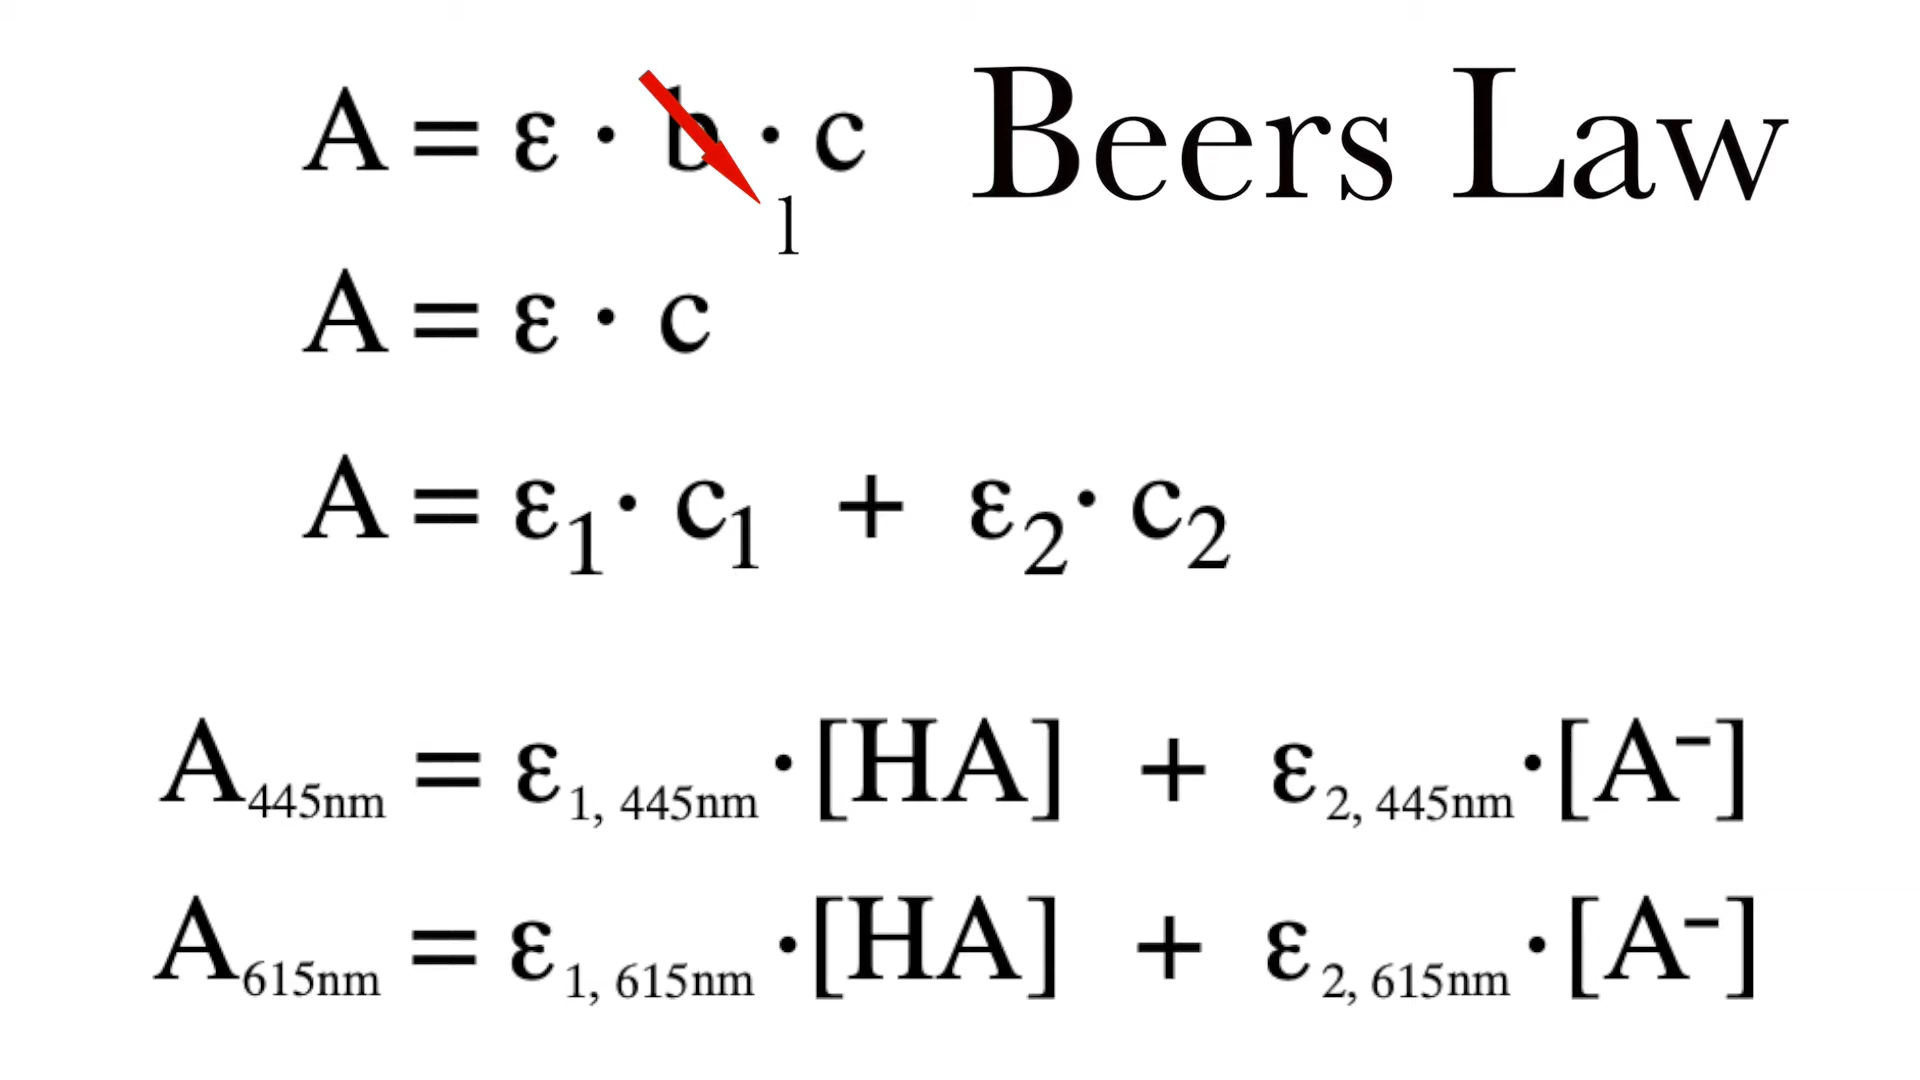 A = ε · b · c Beers Law
1
A = ε · c
A = ε1 · c1 + ε2 · c2
A445nm = ε1, 445nm · [HA] + ε2, 445nm · [A⁻]
A615nm = ε1, 615nm · [HA] + ε2, 615nm · [A⁻]